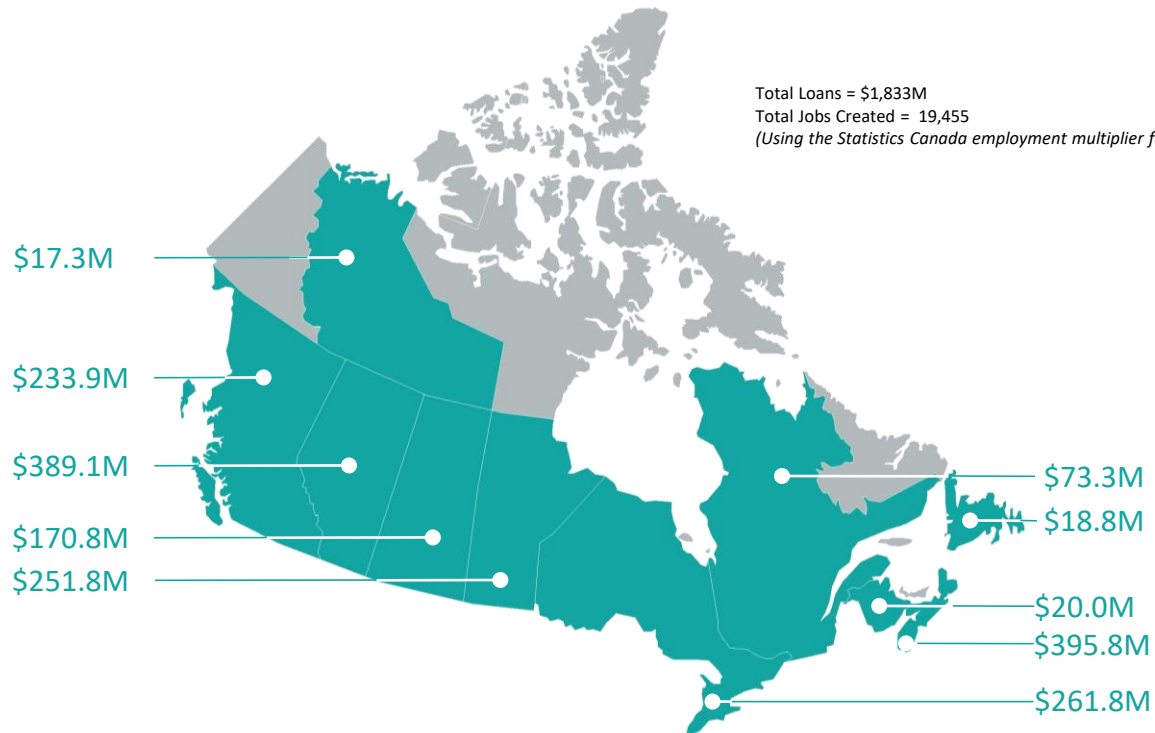 Total Loans = $1,833M
Total Jobs Created = 19,455
(Using the Statistics Canada employment multiplier
$17.3M
$233.9M
$389.1M
$170.8M
$251.8M
$73.3M
$18.8M
$20.0M
$395.8M
$261.8M